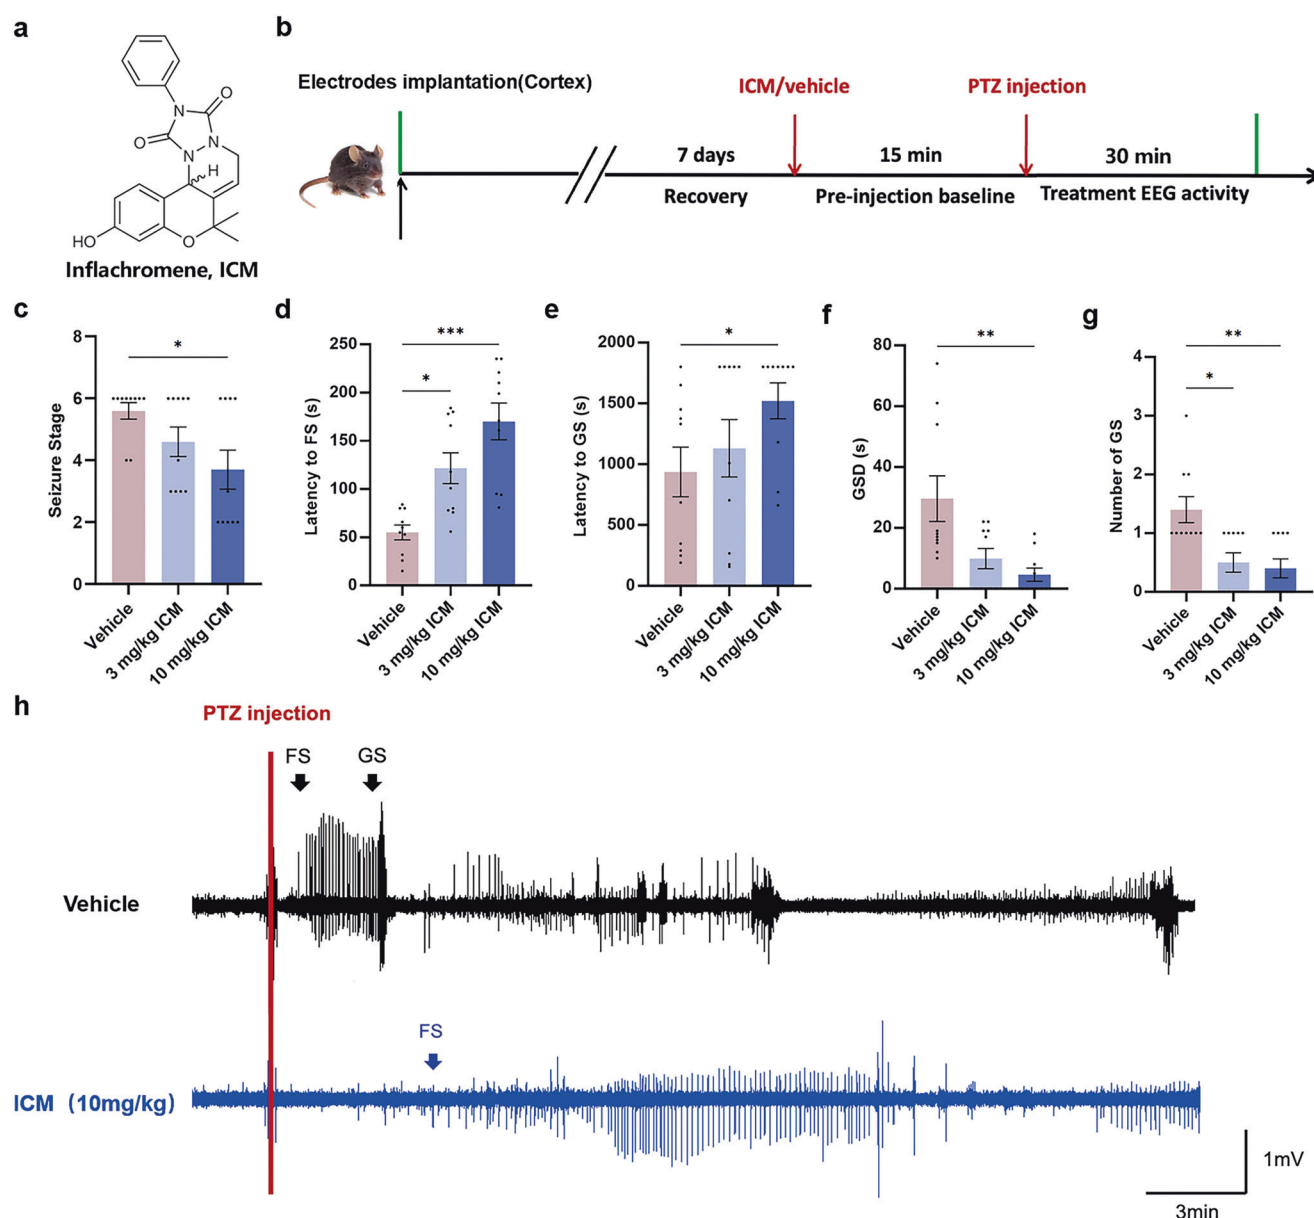 a
O
N
O
N
N
H
HO
O
Inflachromene, ICM
b
Electrodes implantation(Cortex)
ICM/vehicle
PTZ injection
7 days
15 min
30 min
Recovery
Pre-injection baseline
Treatment EEG activity
c
Seizure Stage
8
6
4
2
0
*
Vehicle
3 mg/kg ICM
10 mg/kg ICM
d
Latency to FS (s)
250
200
150
100
50
0
***
*
Vehicle
3 mg/kg ICM
10 mg/kg ICM
e
Latency to GS (s)
2000
1500
1000
500
0
*
Vehicle
3 mg/kg ICM
10 mg/kg ICM
f
GSD (s)
80
60
40
20
0
**
Vehicle
3 mg/kg ICM
10 mg/kg ICM
g
Number of GS
4
3
2
1
0
**
*
Vehicle
3 mg/kg ICM
10 mg/kg ICM
h
PTZ injection
FS
GS
Vehicle
FS
ICM (10mg/kg)
1mV
3min